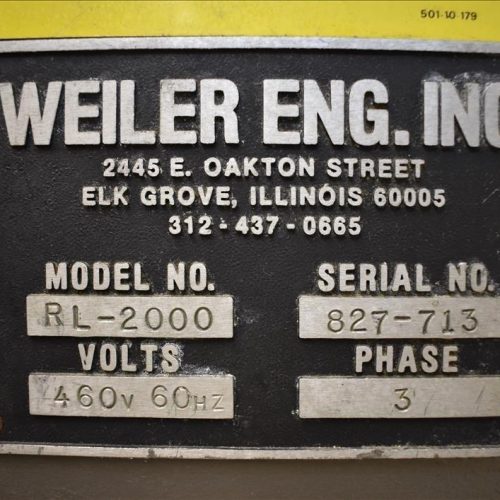 501-10-179
WEILER ENG. INC
2445 E. OAKTON STREET
ELK GROVE, ILLINOIS 60005
312-437-0665
MODEL NO. SERIAL NO.
RL-2000 827-713
VOLTS PHASE
460V 60HZ 3